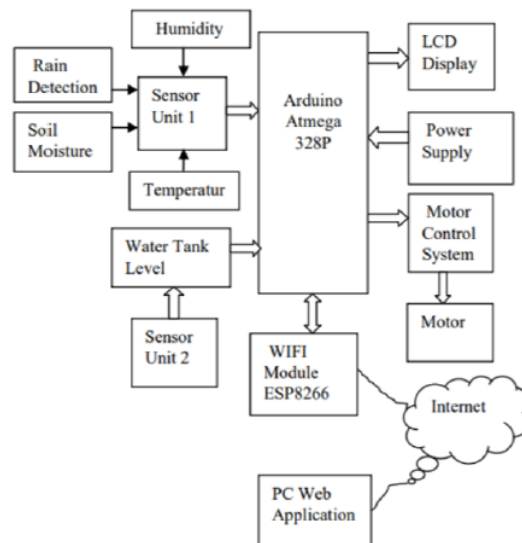 Humidity
Rain
Detection
Soil
Moisture
Sensor
Unit 1
Temperatur
Water Tank
Level
Sensor
Unit 2
Arduino
Atmega
328P
LCD
Display
Power
Supply
Motor
Control
System
Motor
WIFI
Module
ESP8266
Internet
PC Web
Application